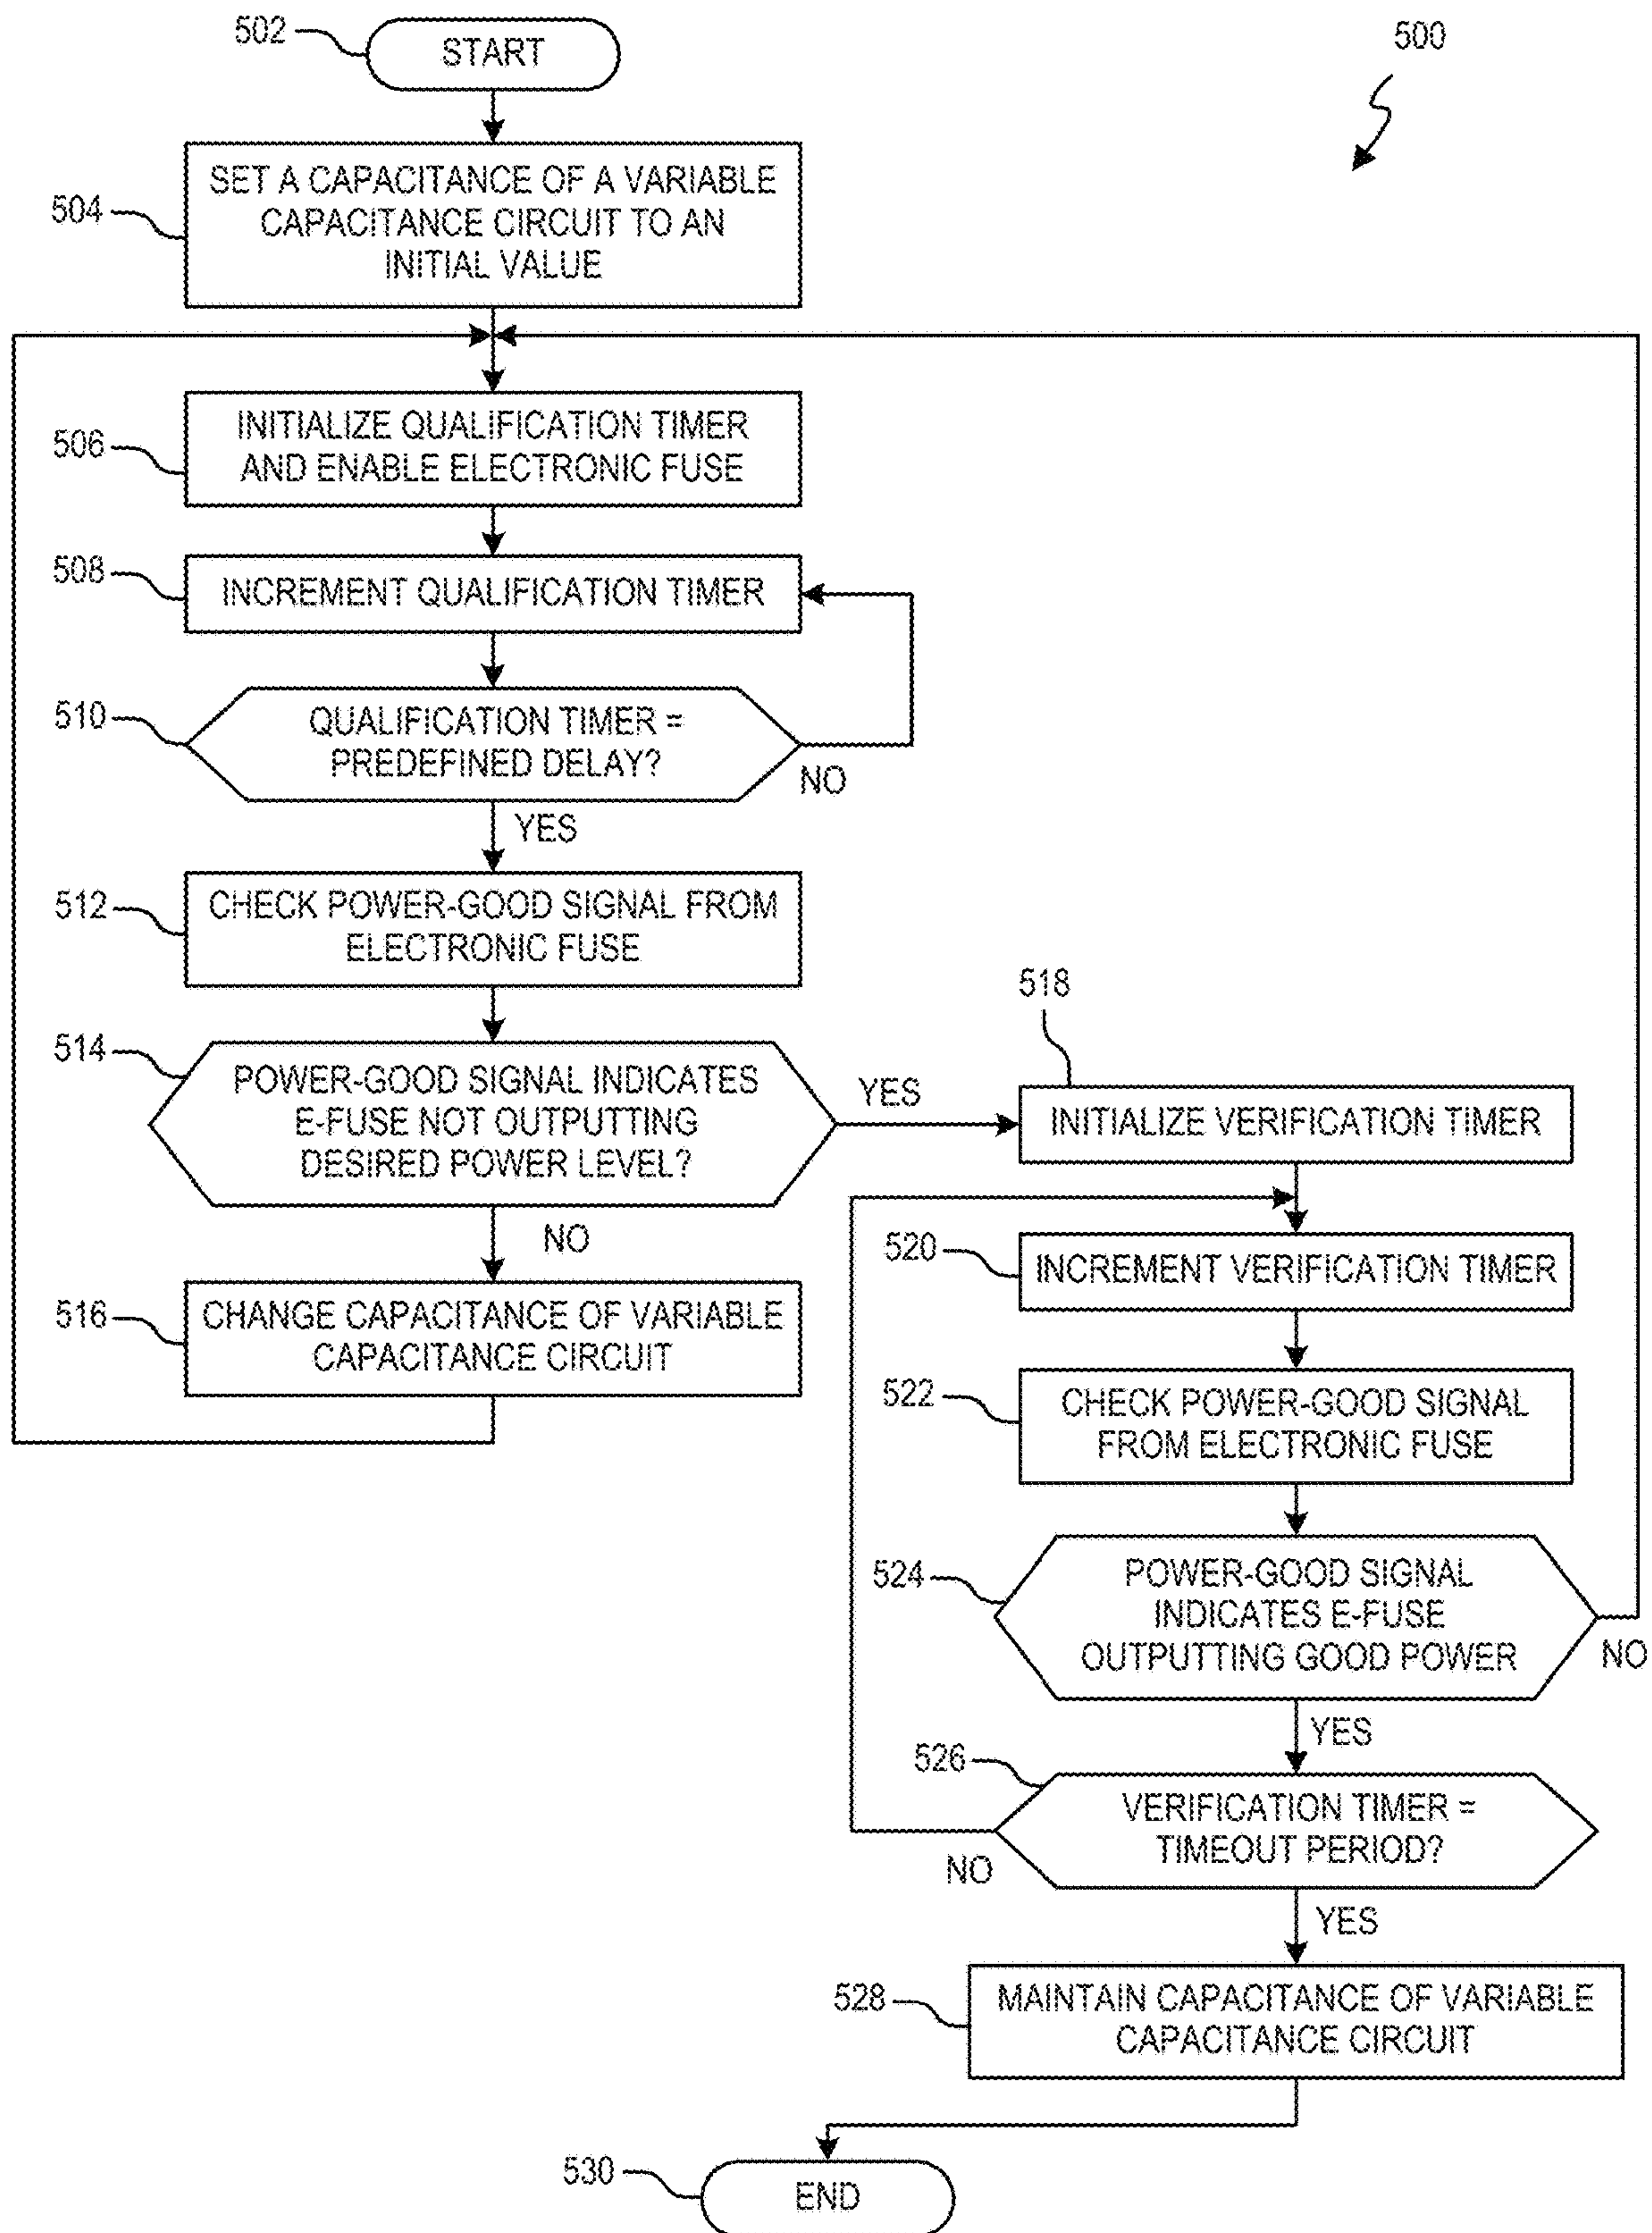 502
START
500
504
SET A CAPACITANCE OF A VARIABLE
CAPACITANCE CIRCUIT TO AN
INITIAL VALUE
506
INITIALIZE QUALIFICATION TIMER
AND ENABLE ELECTRONIC FUSE
508
INCREMENT QUALIFICATION TIMER
510
QUALIFICATION TIMER =
PREDEFINED DELAY?
NO
YES
512
CHECK POWER-GOOD SIGNAL FROM
ELECTRONIC FUSE
514
POWER-GOOD SIGNAL INDICATES
E-FUSE NOT OUTPUTTING
DESIRED POWER LEVEL?
YES
NO
516
CHANGE CAPACITANCE OF VARIABLE
CAPACITANCE CIRCUIT
518
INITIALIZE VERIFICATION TIMER
520
INCREMENT VERIFICATION TIMER
522
CHECK POWER-GOOD SIGNAL
FROM ELECTRONIC FUSE
524
POWER-GOOD SIGNAL
INDICATES E-FUSE
OUTPUTTING GOOD POWER
NO
YES
526
VERIFICATION TIMER =
TIMEOUT PERIOD?
NO
YES
528
MAINTAIN CAPACITANCE OF VARIABLE
CAPACITANCE CIRCUIT
530
END